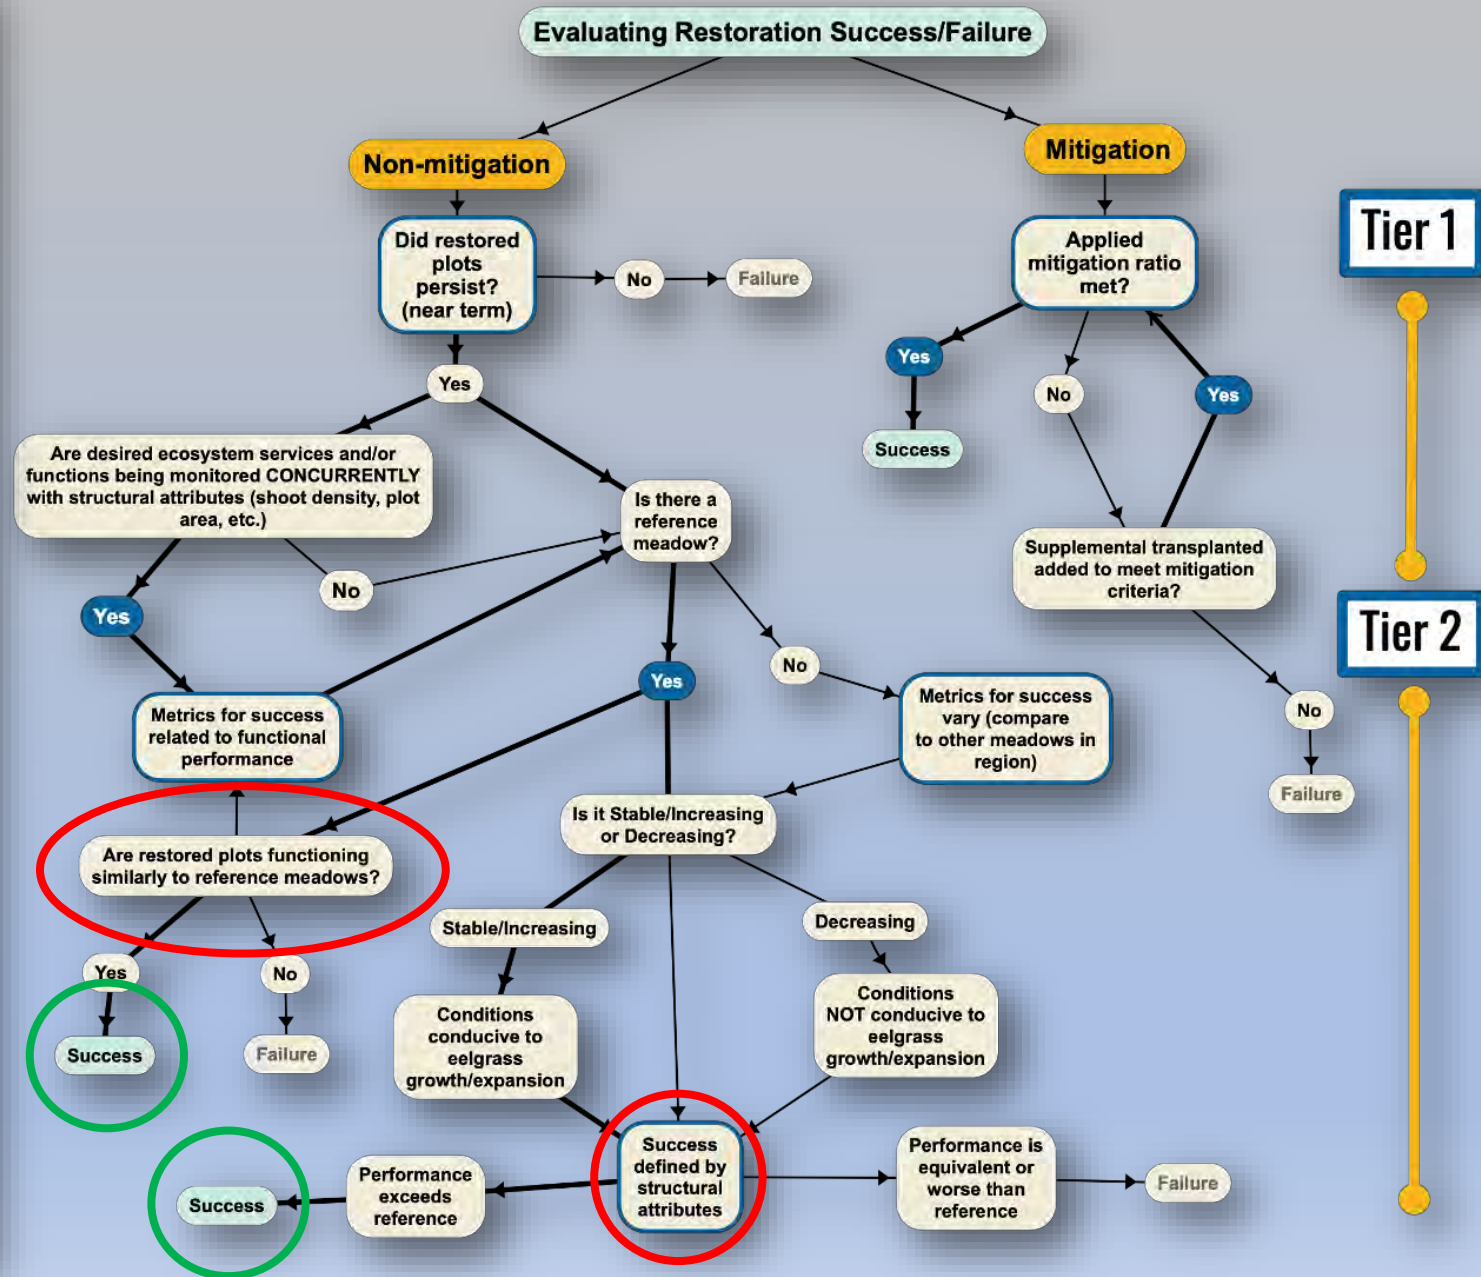 Evaluating Restoration Success/Failure
Non-mitigation
Mitigation
Tier 1
Did restored
plots
persist?
(near term)
No
Failure
Applied
mitigation ratio
met?
Yes
Yes
No
Yes
Success
Are desired ecosystem services and/or
functions being monitored CONCURRENTLY
with structural attributes (shoot density, plot
area, etc.)
Is there a
reference
meadow?
Supplemental transplanted
added to meet mitigation
criteria?
No
Yes
Tier 2
Yes
No
Metrics for success
related to functional
performance
Metrics for success
vary (compare
to other meadows in
region)
No
Failure
Is it Stable/Increasing
or Decreasing?
Are restored plots functioning
similarly to reference meadows?
Stable/Increasing
Decreasing
Yes
No
Conditions
conducive to
eelgrass
growth/expansion
Conditions
NOT conducive to
eelgrass
growth/expansion
Success
Failure
Success
defined by
structural
attributes
Performance
exceeds
reference
Success
Performance is
equivalent or
worse than
reference
Failure